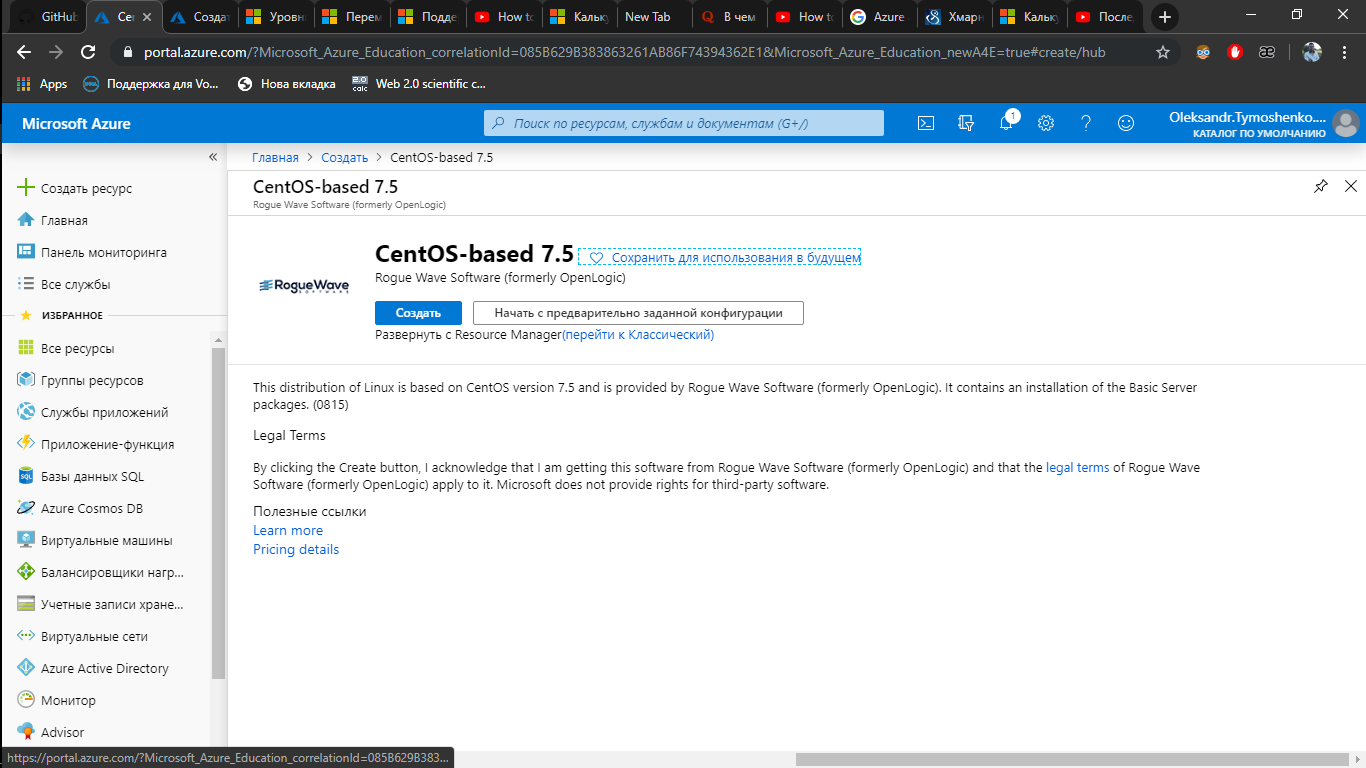 GitHub
Cen
Создат
Уровн
Перем
Подде
How to
Кальку
New Tab
В чем
How to
Azure
Хмарн
Кальку
После,
portal.azure.com/?Microsoft_Azure_Education_correlationId=085B629B383863261AB86F74394362E1&Microsoft_Azure_Education_newA4E=true#create/hub
Apps
Поддержка для Vo...
Нова вкладка
Web 2.0 scientific c...
Microsoft Azure
Поиск по ресурсам, службам и документам (G+/)
1
Oleksandr.Tymoshenko....
КАТАЛОГ ПО УМОЛЧАНИЮ
«
Создать ресурс
Главная
Панель мониторинга
Все службы
ИЗБРАННОЕ
Все ресурсы
Группы ресурсов
Службы приложений
Приложение-функция
Базы данных SQL
Azure Cosmos DB
Виртуальные машины
Балансировщики нагр...
Учетные записи хране...
Виртуальные сети
Azure Active Directory
Монитор
Advisor
Главная > Создать > CentOS-based 7.5
CentOS-based 7.5
Rogue Wave Software (formerly OpenLogic)
RogueWave
SOFTWARE
CentOS-based 7.5
Сохранить для использования в будущем
Rogue Wave Software (formerly OpenLogic)
Создать
Начать с предварительно заданной конфигурации
Развернуть с Resource Manager(перейти к Классический)
This distribution of Linux is based on CentOS version 7.5 and is provided by Rogue Wave Software (formerly OpenLogic). It contains an installation of the Basic Server
packages. (0815)
Legal Terms
By clicking the Create button, I acknowledge that I am getting this software from Rogue Wave Software (formerly OpenLogic) and that the legal terms of Rogue Wave
Software (formerly OpenLogic) apply to it. Microsoft does not provide rights for third-party software.
Полезные ссылки
Learn more
Pricing details
https://portal.azure.com/?Microsoft_Azure_Education_correlationId=085B629B383...